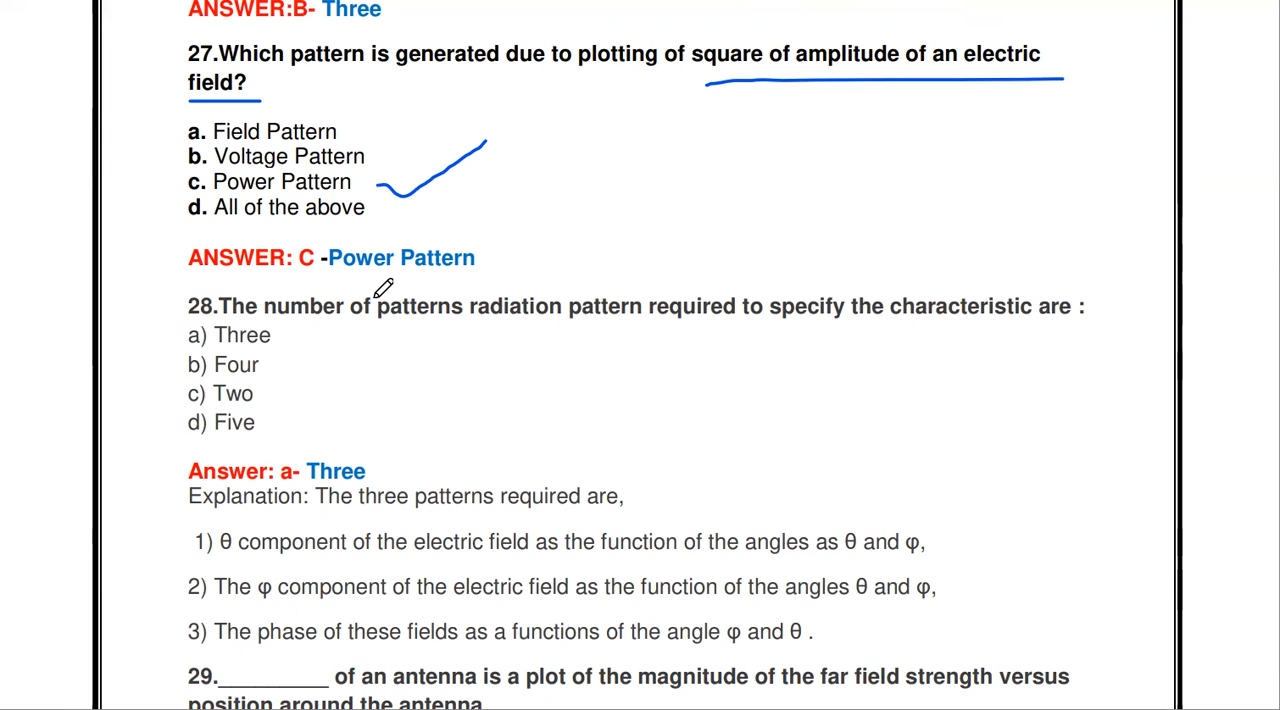 ANSWER:B- Three
27.Which pattern is generated due to plotting of square of amplitude of an electric
field?
a. Field Pattern
b. Voltage Pattern
c. Power Pattern
d. All of the above
ANSWER: C -Power Pattern
28.The number of patterns radiation pattern required to specify the characteristic are :
a) Three
b) Four
c) Two
d) Five
Answer: a- Three
Explanation: The three patterns required are,
1) θ component of the electric field as the function of the angles as θ and φ,
2) The φ component of the electric field as the function of the angles θ and φ,
3) The phase of these fields as a functions of the angle φ and θ .
29._________ of an antenna is a plot of the magnitude of the far field strength versus
position around the antenna